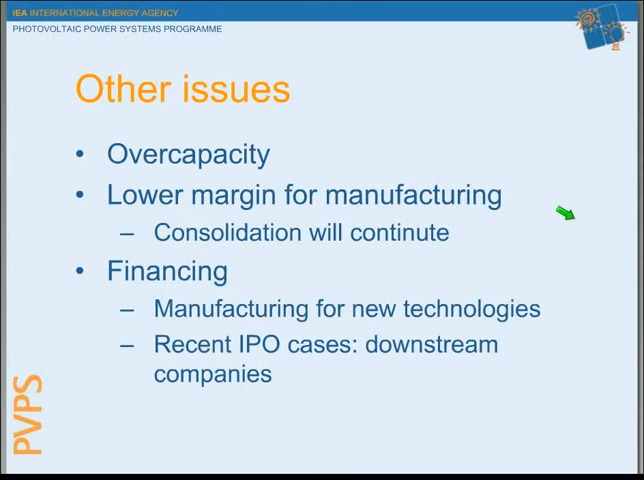 IEA INTERNATIONAL ENERGY AGENCY
PHOTOVOLTAIC POWER SYSTEMS PROGRAMME
Other issues
• Overcapacity
• Lower margin for manufacturing
– Consolidation will continute
• Financing
– Manufacturing for new technologies
– Recent IPO cases: downstream
companies
PVPS